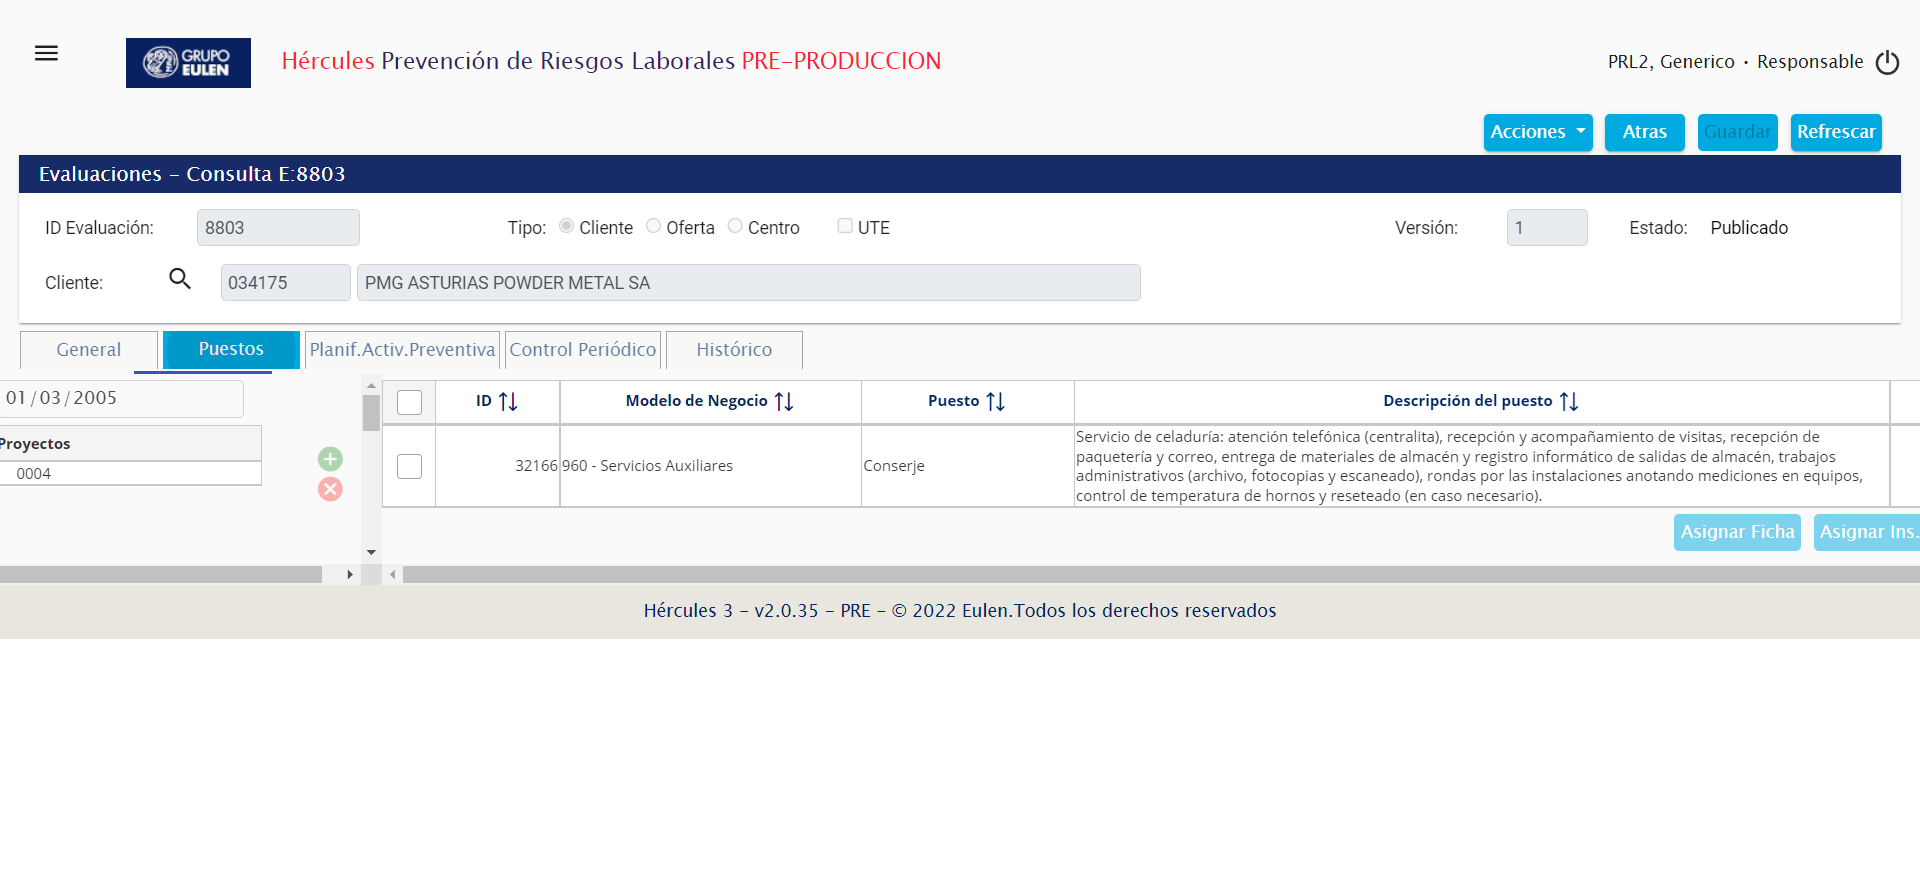 GRUPO
EULEN
Hércules Prevención de Riesgos Laborales PRE-PRODUCCION
PRL2, Generico · Responsable
Acciones
Atras
Guardar
Refrescar
Evaluaciones - Consulta E:8803
ID Evaluación: 8803 Tipo: Cliente Oferta Centro UTE Versión: 1 Estado: Publicado
Cliente: 034175 PMG ASTURIAS POWDER METAL SA
General
Puestos
Planif.Activ.Preventiva
Control Periódico
Histórico
01/03/2005
Proyectos
0004
ID Modelo de Negocio Puesto Descripción del puesto
32166 960 - Servicios Auxiliares Conserje
Servicio de celaduría: atención telefónica (centralita), recepción y acompañamiento de visitas, recepción de
paquetería y correo, entrega de materiales de almacén y registro informático de salidas de almacén, trabajos
administrativos (archivo, fotocopias y escaneado), rondas por las instalaciones anotando mediciones en equipos,
control de temperatura de hornos y reseteado (en caso necesario).
Asignar Ficha
Asignar Ins.
Hércules 3 - v2.0.35 - PRE - © 2022 Eulen.Todos los derechos reservados